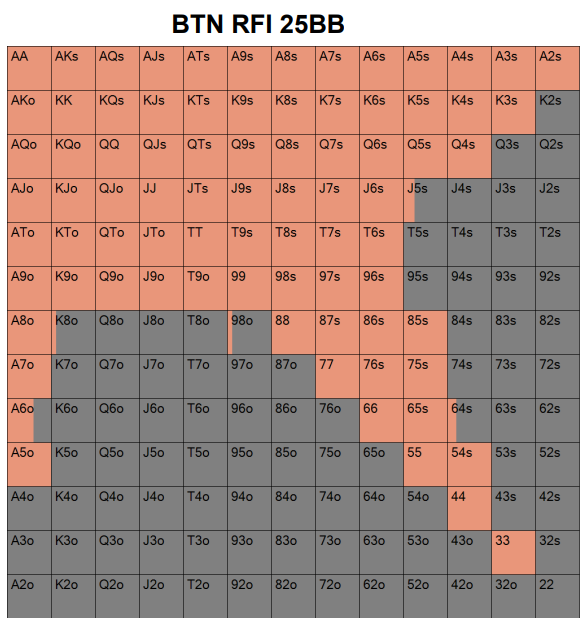 BTN RFI 25BB
AA AKs AQs AJs ATs A9s A8s A7s A6s A5s A4s A3s A2s
AKo KK KQs KJs KTs K9s K8s K7s K6s K5s K4s K3s K2s
AQo KQo QQ QJs QTs Q9s Q8s Q7s Q6s Q5s Q4s Q3s Q2s
AJo KJo QJo JJ JTs J9s J8s J7s J6s J5s J4s J3s J2s
ATo KTo QTo JTo TT T9s T8s T7s T6s T5s T4s T3s T2s
A9o K9o Q9o J9o T9o 99 98s 97s 96s 95s 94s 93s 92s
A8o K8o Q8o J8o T8o 98o 88 87s 86s 85s 84s 83s 82s
A7o K7o Q7o J7o T7o 97o 87o 77 76s 75s 74s 73s 72s
A6o K6o Q6o J6o T6o 96o 86o 76o 66 65s 64s 63s 62s
A5o K5o Q5o J5o T5o 95o 85o 75o 65o 55 54s 53s 52s
A4o K4o Q4o J4o T4o 94o 84o 74o 64o 54o 44 43s 42s
A3o K3o Q3o J3o T3o 93o 83o 73o 63o 53o 43o 33 32s
A2o K2o Q2o J2o T2o 92o 82o 72o 62o 52o 42o 32o 22